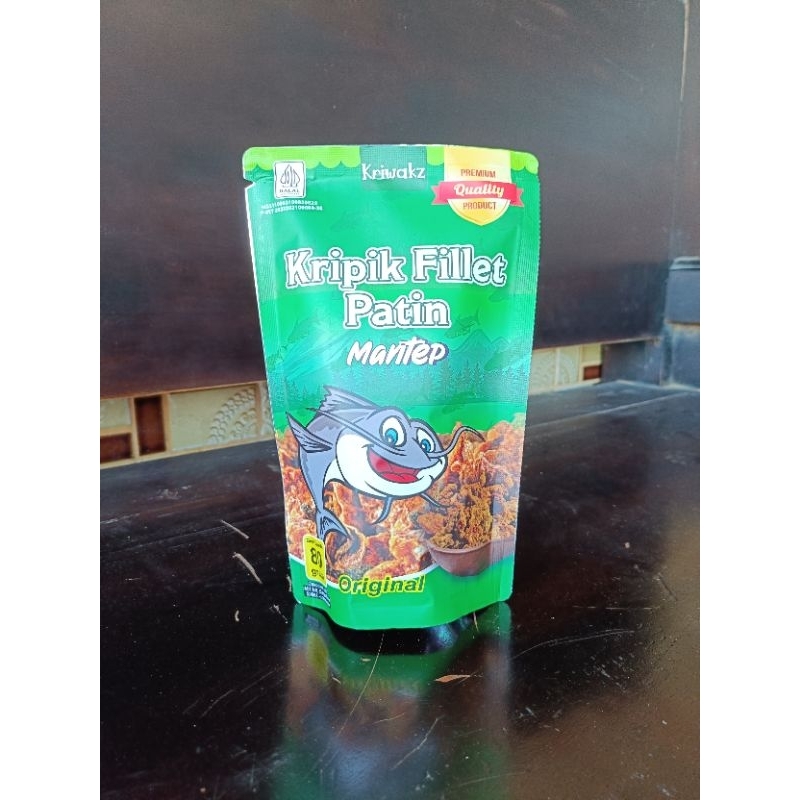 Kriwakz
HALAL
PREMIUM
Quality
PRODUCT
Kripik Fillet
Patin
Mantep
Original